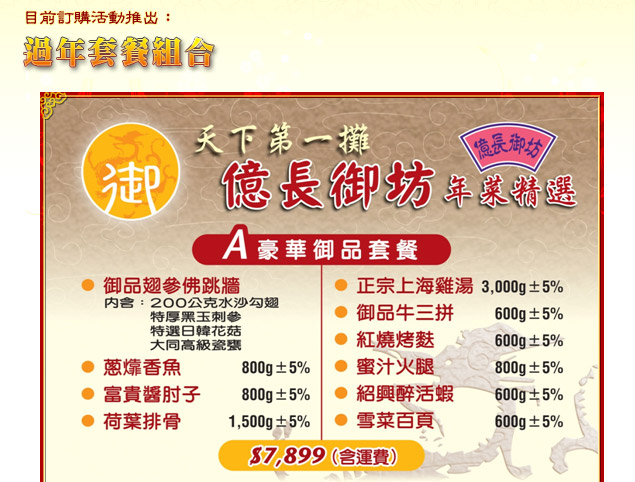 目前訂購活動推出：
過年套餐組合
天下第一攤
御
億長御坊
億長御坊 年菜精選
A豪華御品套餐
御品翅參佛跳牆
內含：200公克水沙勾翅
特厚黑玉刺參
特選日韓花菇
大同高級瓷甕
蔥㸆香魚 800g±5%
富貴醬肘子 800g±5%
荷葉排骨 1,500g±5%
正宗上海雞湯 3,000g±5%
御品牛三拼 600g±5%
紅燒烤麩 600g±5%
蜜汁火腿 800g±5%
紹興醉活蝦 600g±5%
雪菜百頁 600g±5%
$7,899（含運費）